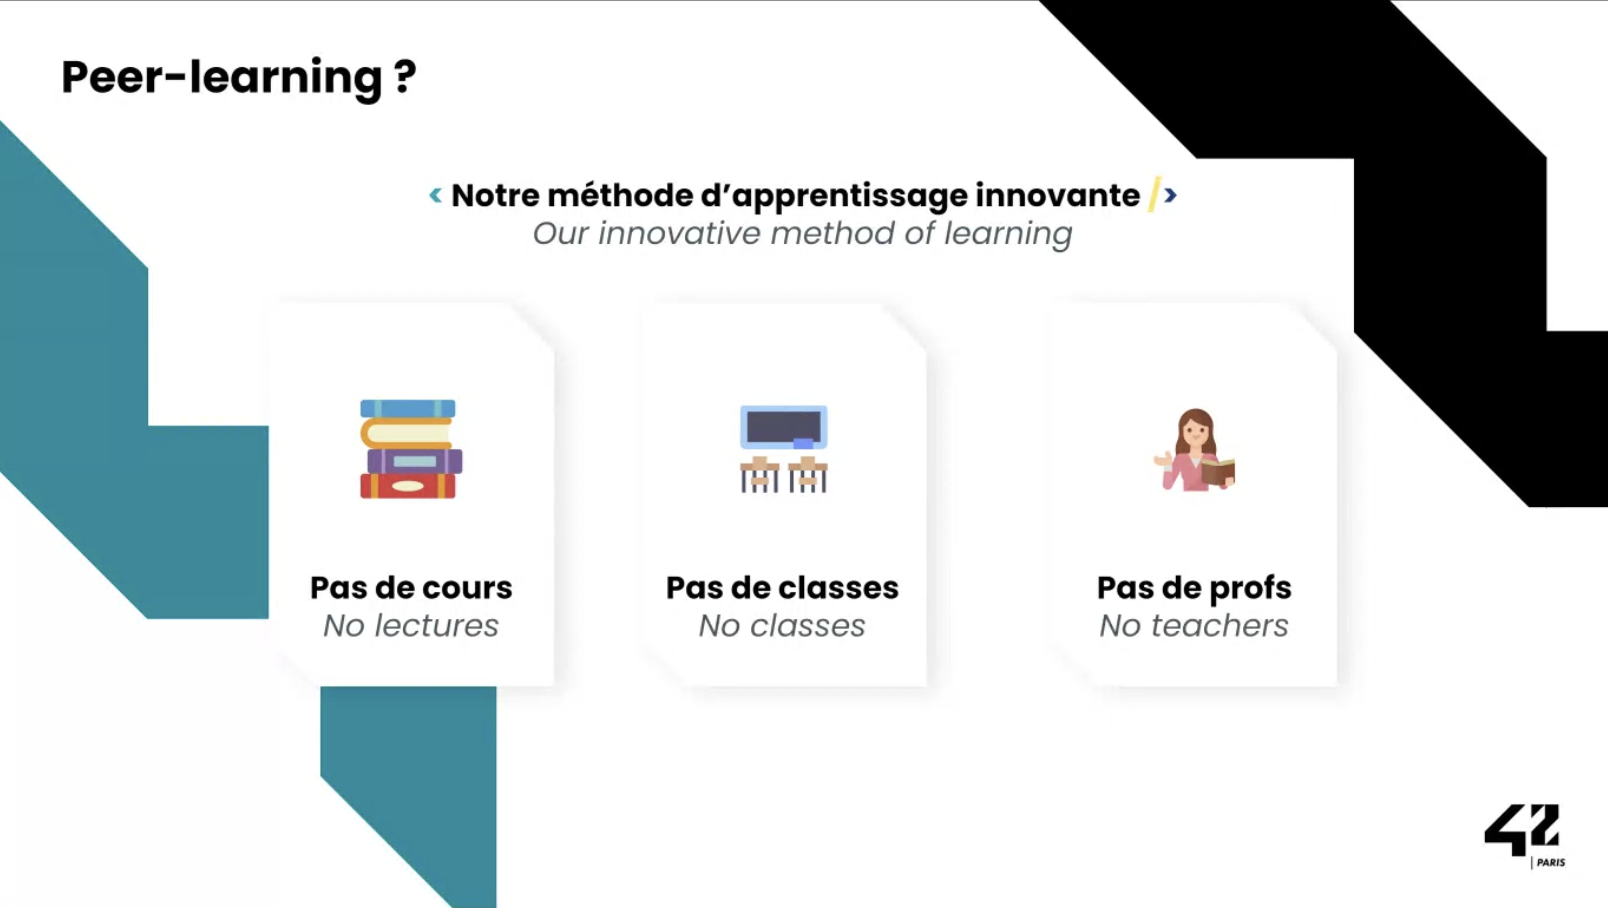 Peer-learning ?
< Notre méthode d’apprentissage innovante />
Our innovative method of learning
Pas de cours
No lectures
Pas de classes
No classes
Pas de profs
No teachers
42
| PARIS